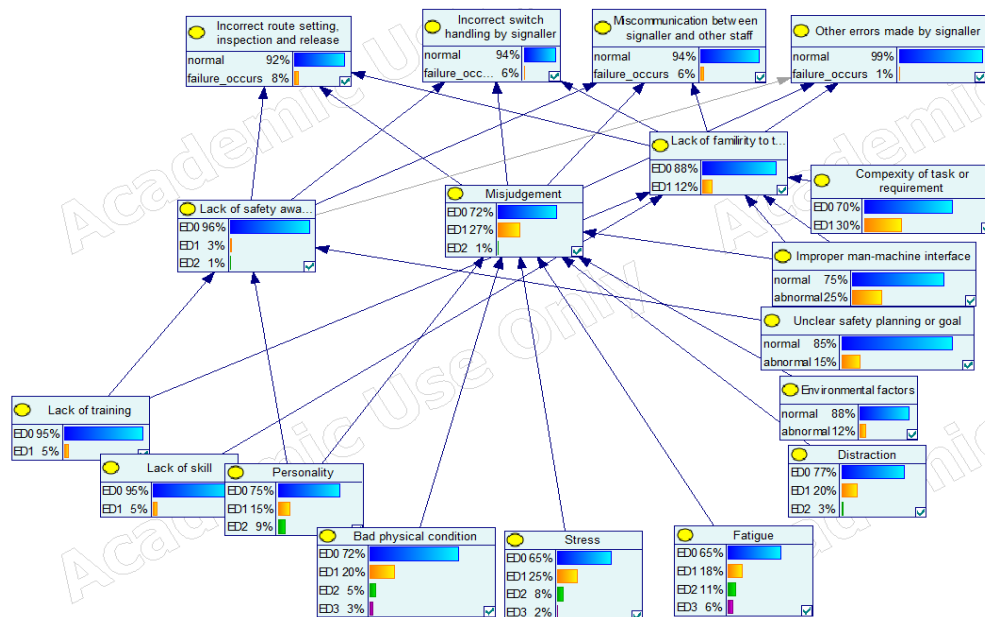 Incorrect route setting,
inspection and release
normal 92%
failure_occurs 8%
Incorrect switch
handling by signaller
normal 94%
failure_occ... 6%
Miscommunication between
signaller and other staff
normal 94%
failure_occurs 6%
Other errors made by signaller
normal 99%
failure_occurs 1%
Lack of familirity to t...
ED0 88%
ED1 12%
Compexity of task or
requirement
ED0 70%
ED1 30%
Misjudgement
ED0 72%
ED1 27%
ED2 1%
Lack of safety awa...
ED0 96%
ED1 3%
ED2 1%
Improper man-machine interface
normal 75%
abnormal 25%
Unclear safety planning or goal
normal 85%
abnormal 15%
Environmental factors
normal 88%
abnormal 12%
Lack of training
ED0 95%
ED1 5%
Lack of skill
ED0 95%
ED1 5%
Personality
ED0 75%
ED1 15%
ED2 9%
Distraction
ED0 77%
ED1 20%
ED2 3%
Bad physical condition
ED0 72%
ED1 20%
ED2 5%
ED3 3%
Stress
ED0 65%
ED1 25%
ED2 8%
ED3 2%
Fatigue
ED0 65%
ED1 18%
ED2 11%
ED3 6%
Academic Use Only
Academic Use Only
Academic